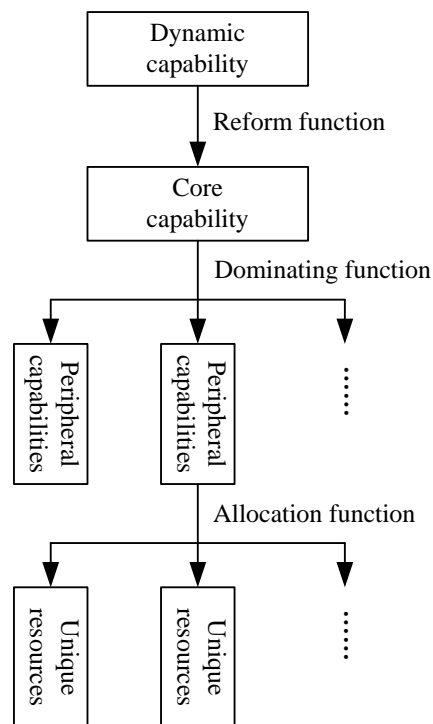 Dynamic
capability
Reform function
Core
capability
Dominating function
Peripheral
capabilities
Peripheral
capabilities
......
Allocation function
Unique
resources
Unique
resources
......